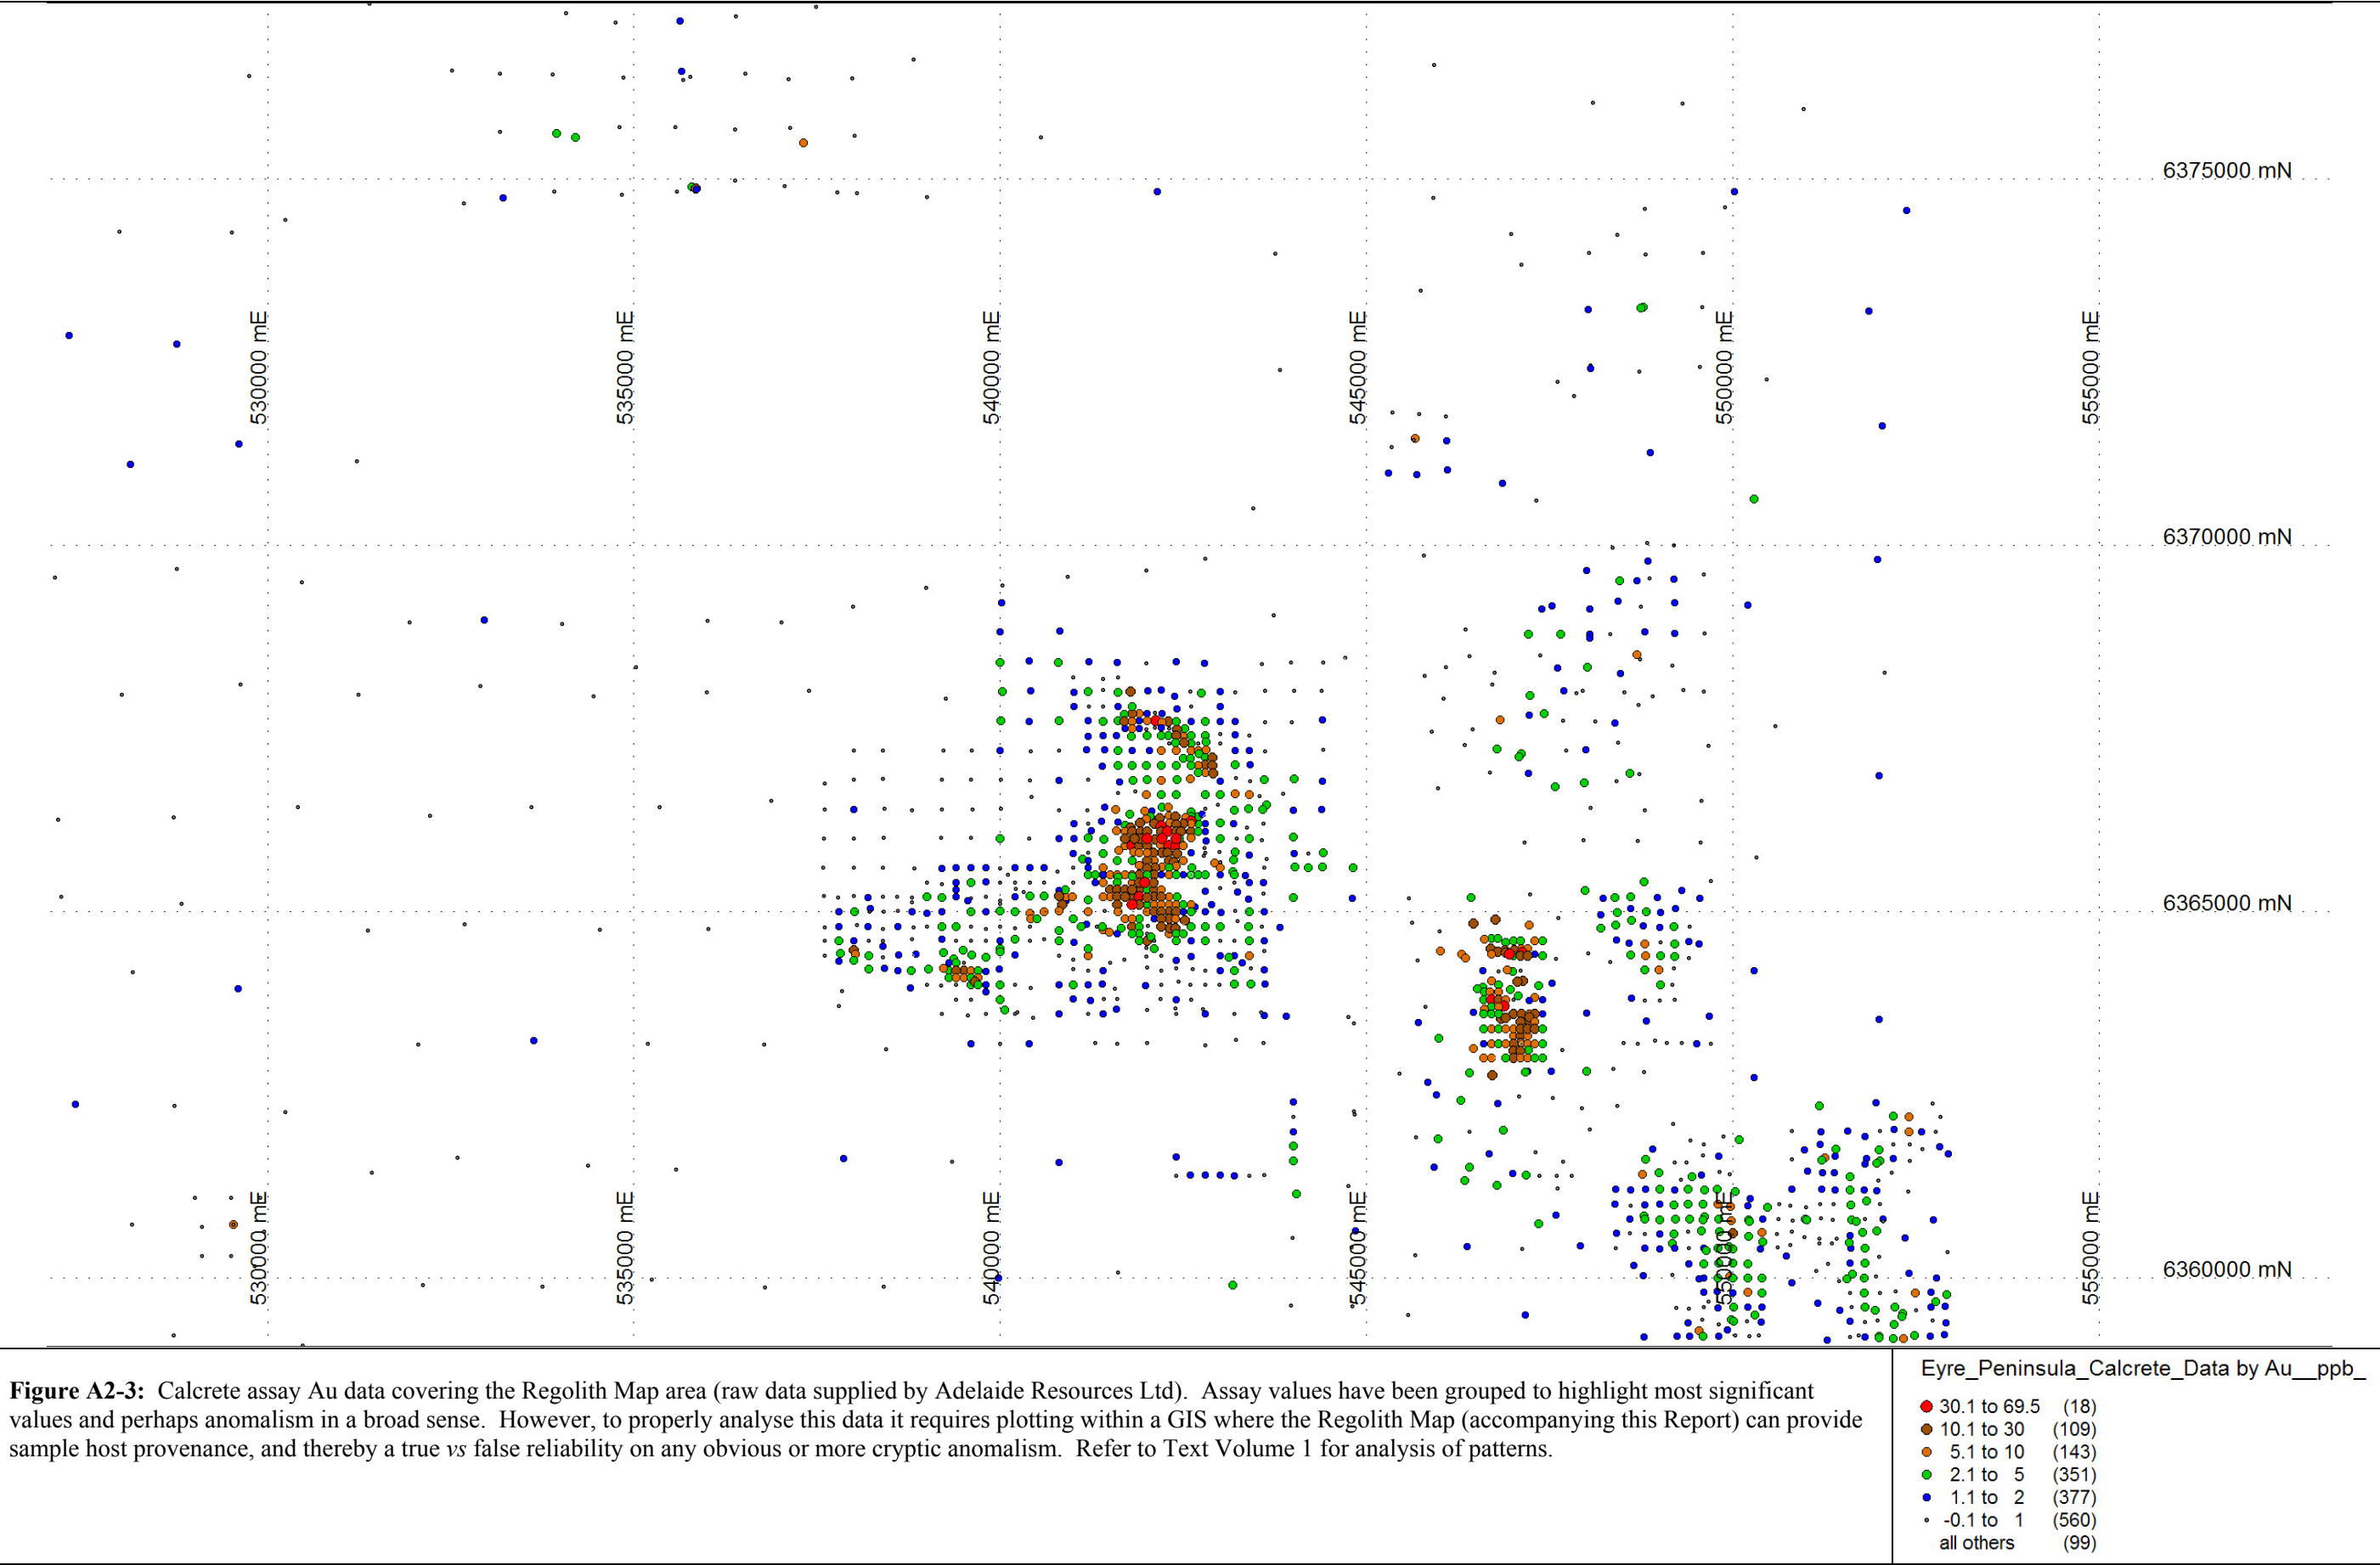 6375000 mN
530000 mE
535000 mE
540000 mE
545000 mE
550000 mE
555000 mE
6370000 mN
6365000 mN
530000 mE
535000 mE
540000 mE
545000 mE
550000 mE
555000 mE
6360000 mN
Figure A2-3: Calcrete assay Au data covering the Regolith Map area (raw data supplied by Adelaide Resources Ltd). Assay values have been grouped to highlight most significant
values and perhaps anomalism in a broad sense. However, to properly analyse this data it requires plotting within a GIS where the Regolith Map (accompanying this Report) can provide
sample host provenance, and thereby a true vs false reliability on any obvious or more cryptic anomalism. Refer to Text Volume 1 for analysis of patterns.
Eyre_Peninsula_Calcrete_Data by Au__ppb_
30.1 to 69.5 (18)
10.1 to 30 (109)
5.1 to 10 (143)
2.1 to 5 (351)
1.1 to 2 (377)
-0.1 to 1 (560)
all others (99)